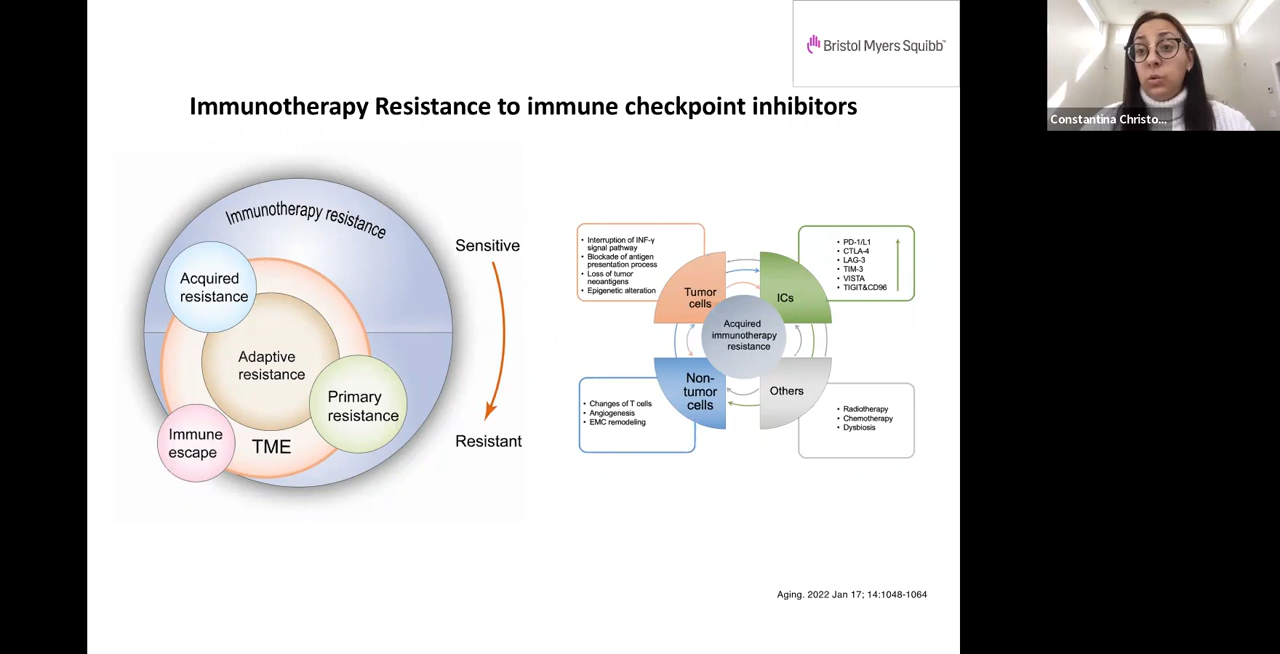 Bristol Myers Squibb™
Constantina Christo...
Immunotherapy Resistance to immune checkpoint inhibitors
Immunotherapy resistance
Acquired
resistance
Adaptive
resistance
Primary
resistance
Immune
escape
TME
Sensitive
Resistant
• Interruption of INF-γ
signal pathway
• Blockade of antigen
presentation process
• Loss of tumor
neoantigens
• Epigenetic alteration
Tumor
cells
ICs
• PD-1/L1
• CTLA-4
• LAG-3
• TIM-3
• VISTA
• TIGIT&CD96
Acquired
immunotherapy
resistance
Non-
tumor
cells
Others
• Changes of T cells
• Angiogenesis
• EMC remodeling
• Radiotherapy
• Chemotherapy
• Dysbiosis
Aging. 2022 Jan 17; 14:1048-1064